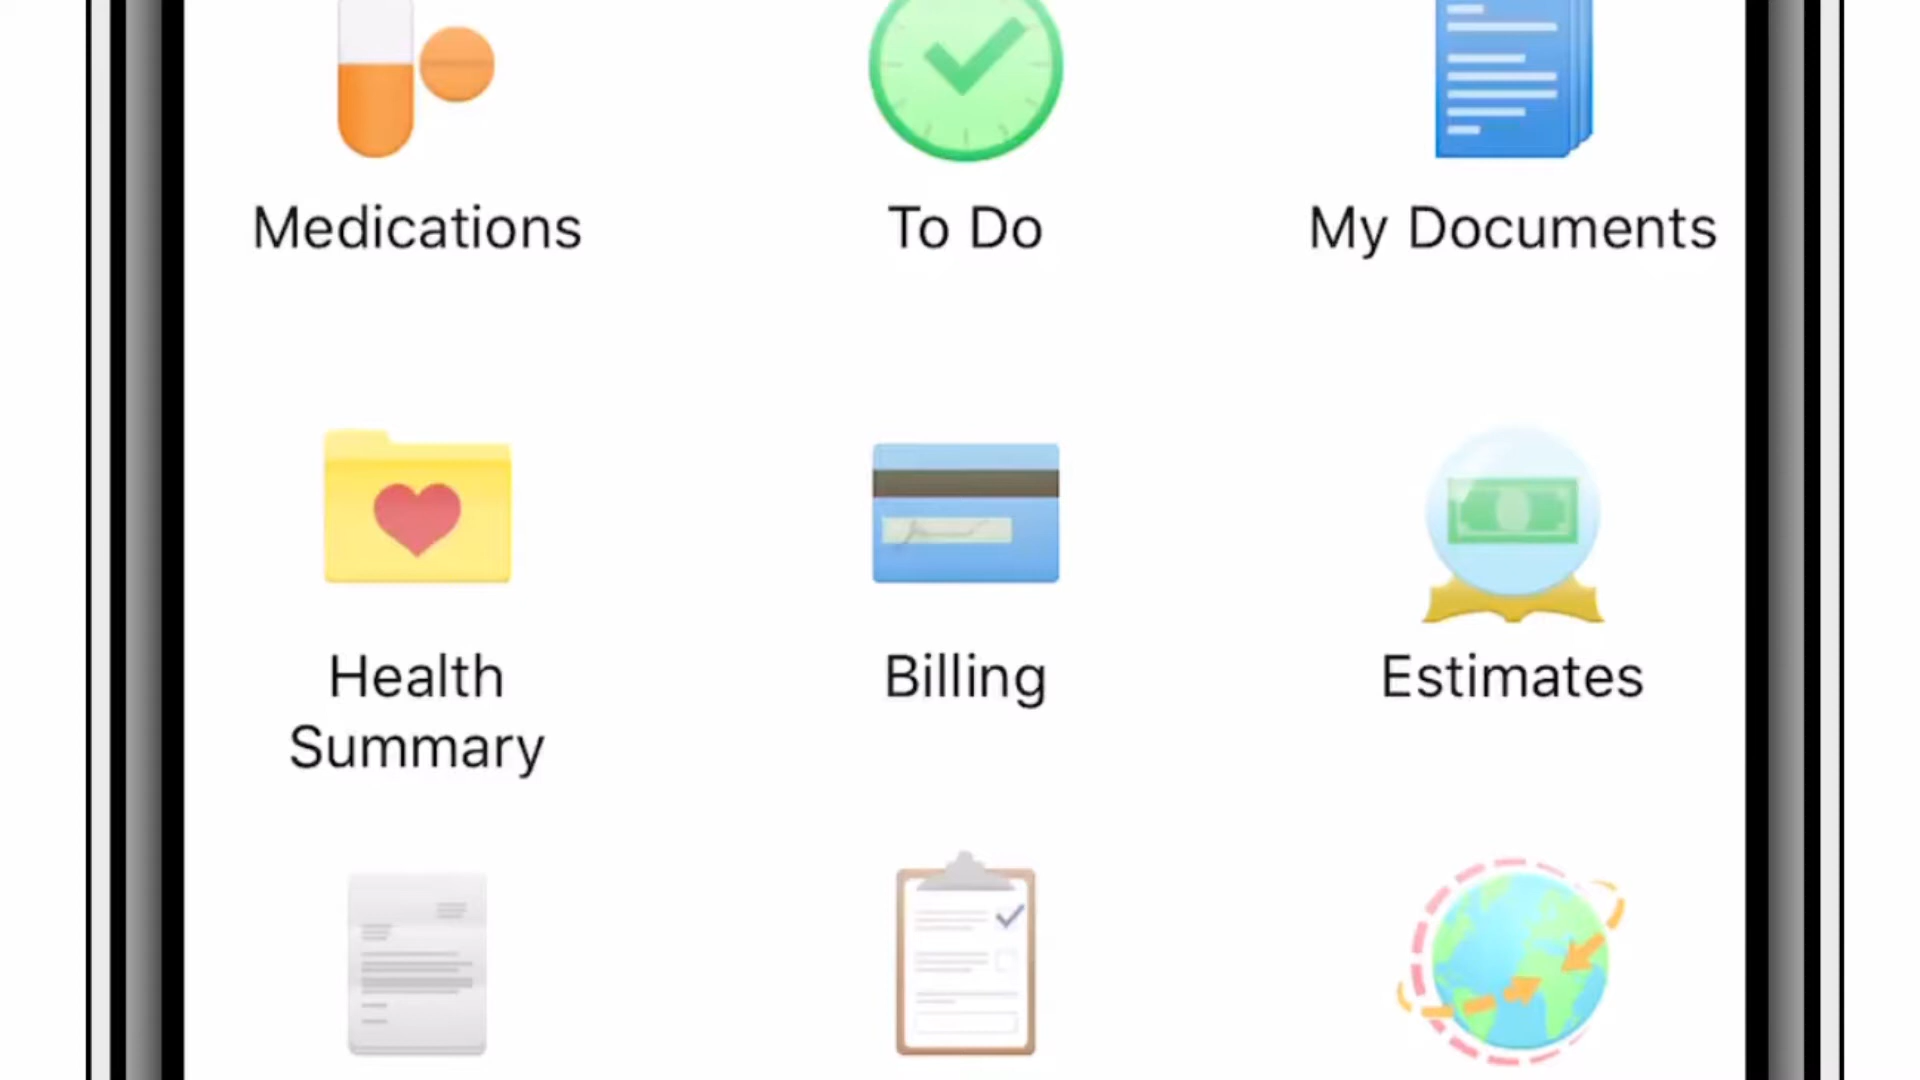 Medications
To Do
My Documents
Health
Summary
Billing
Estimates